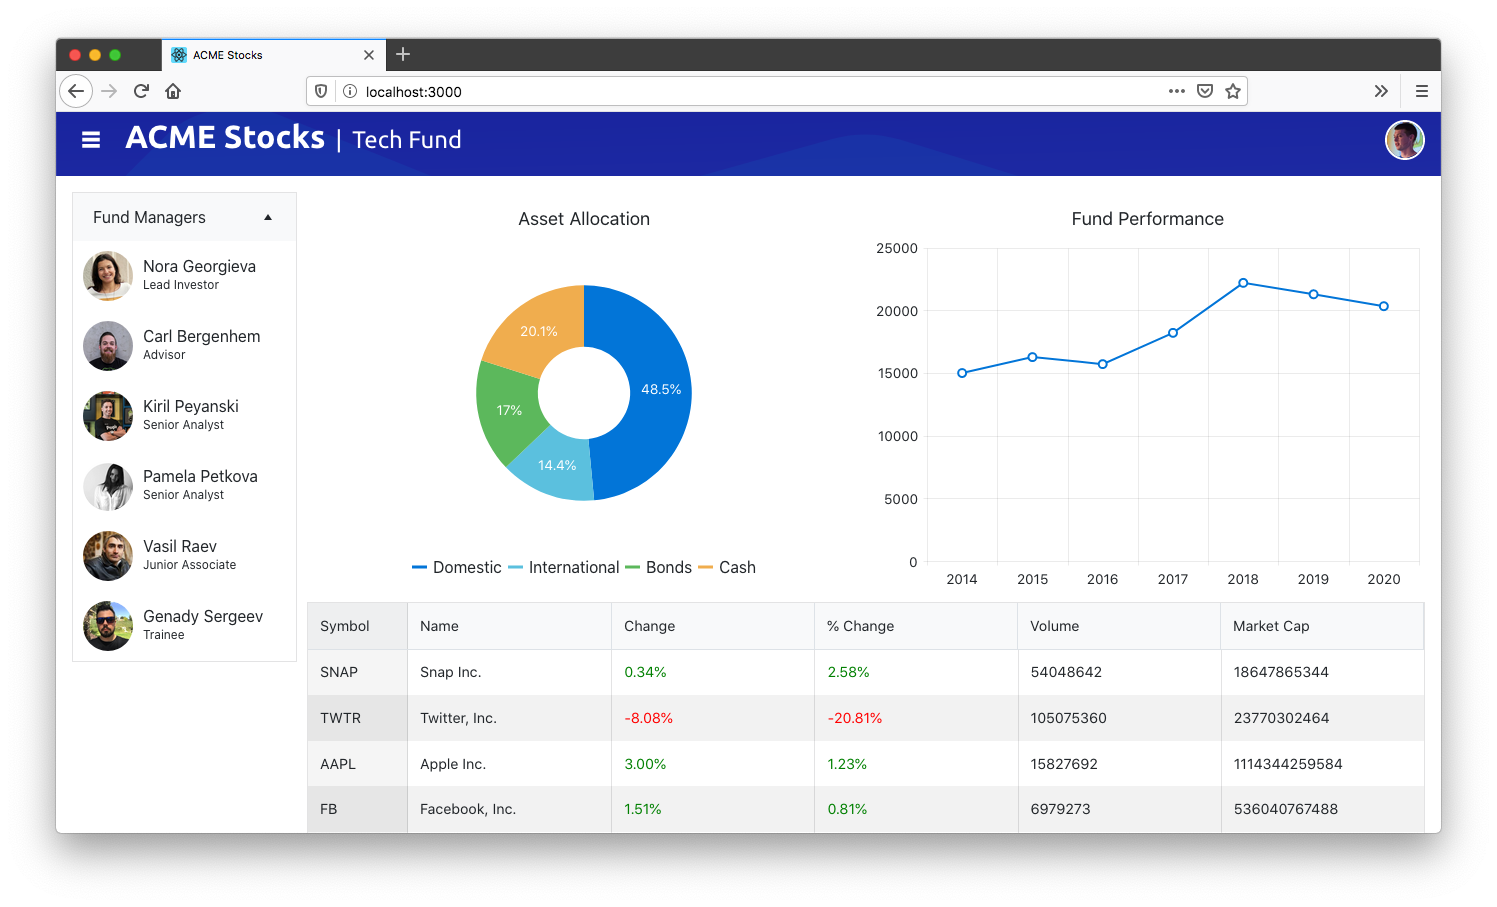 ACME Stocks
localhost:3000
ACME Stocks | Tech Fund
Fund Managers
Nora Georgieva
Lead Investor
Carl Bergenhem
Advisor
Kiril Peyanski
Senior Analyst
Pamela Petkova
Senior Analyst
Vasil Raev
Junior Associate
Genady Sergeev
Trainee
Asset Allocation
20.1%
48.5%
17%
14.4%
Domestic International Bonds Cash
Fund Performance
25000
20000
15000
10000
5000
0
2014 2015 2016 2017 2018 2019 2020
Symbol Name Change % Change Volume Market Cap
SNAP Snap Inc. 0.34% 2.58% 54048642 18647865344
TWTR Twitter, Inc. -8.08% -20.81% 105075360 23770302464
AAPL Apple Inc. 3.00% 1.23% 15827692 1114344259584
FB Facebook, Inc. 1.51% 0.81% 6979273 536040767488